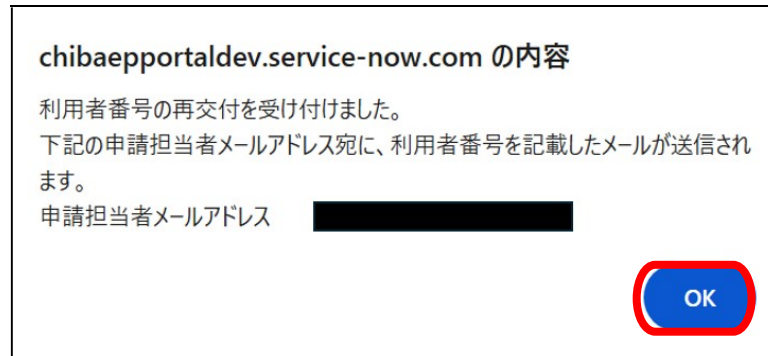 chibaepportaldev.service-now.com の内容
利用者番号の再交付を受け付けました。
下記の申請担当者メールアドレス宛に、利用者番号を記載したメールが送信され
ます。
申請担当者メールアドレス
OK